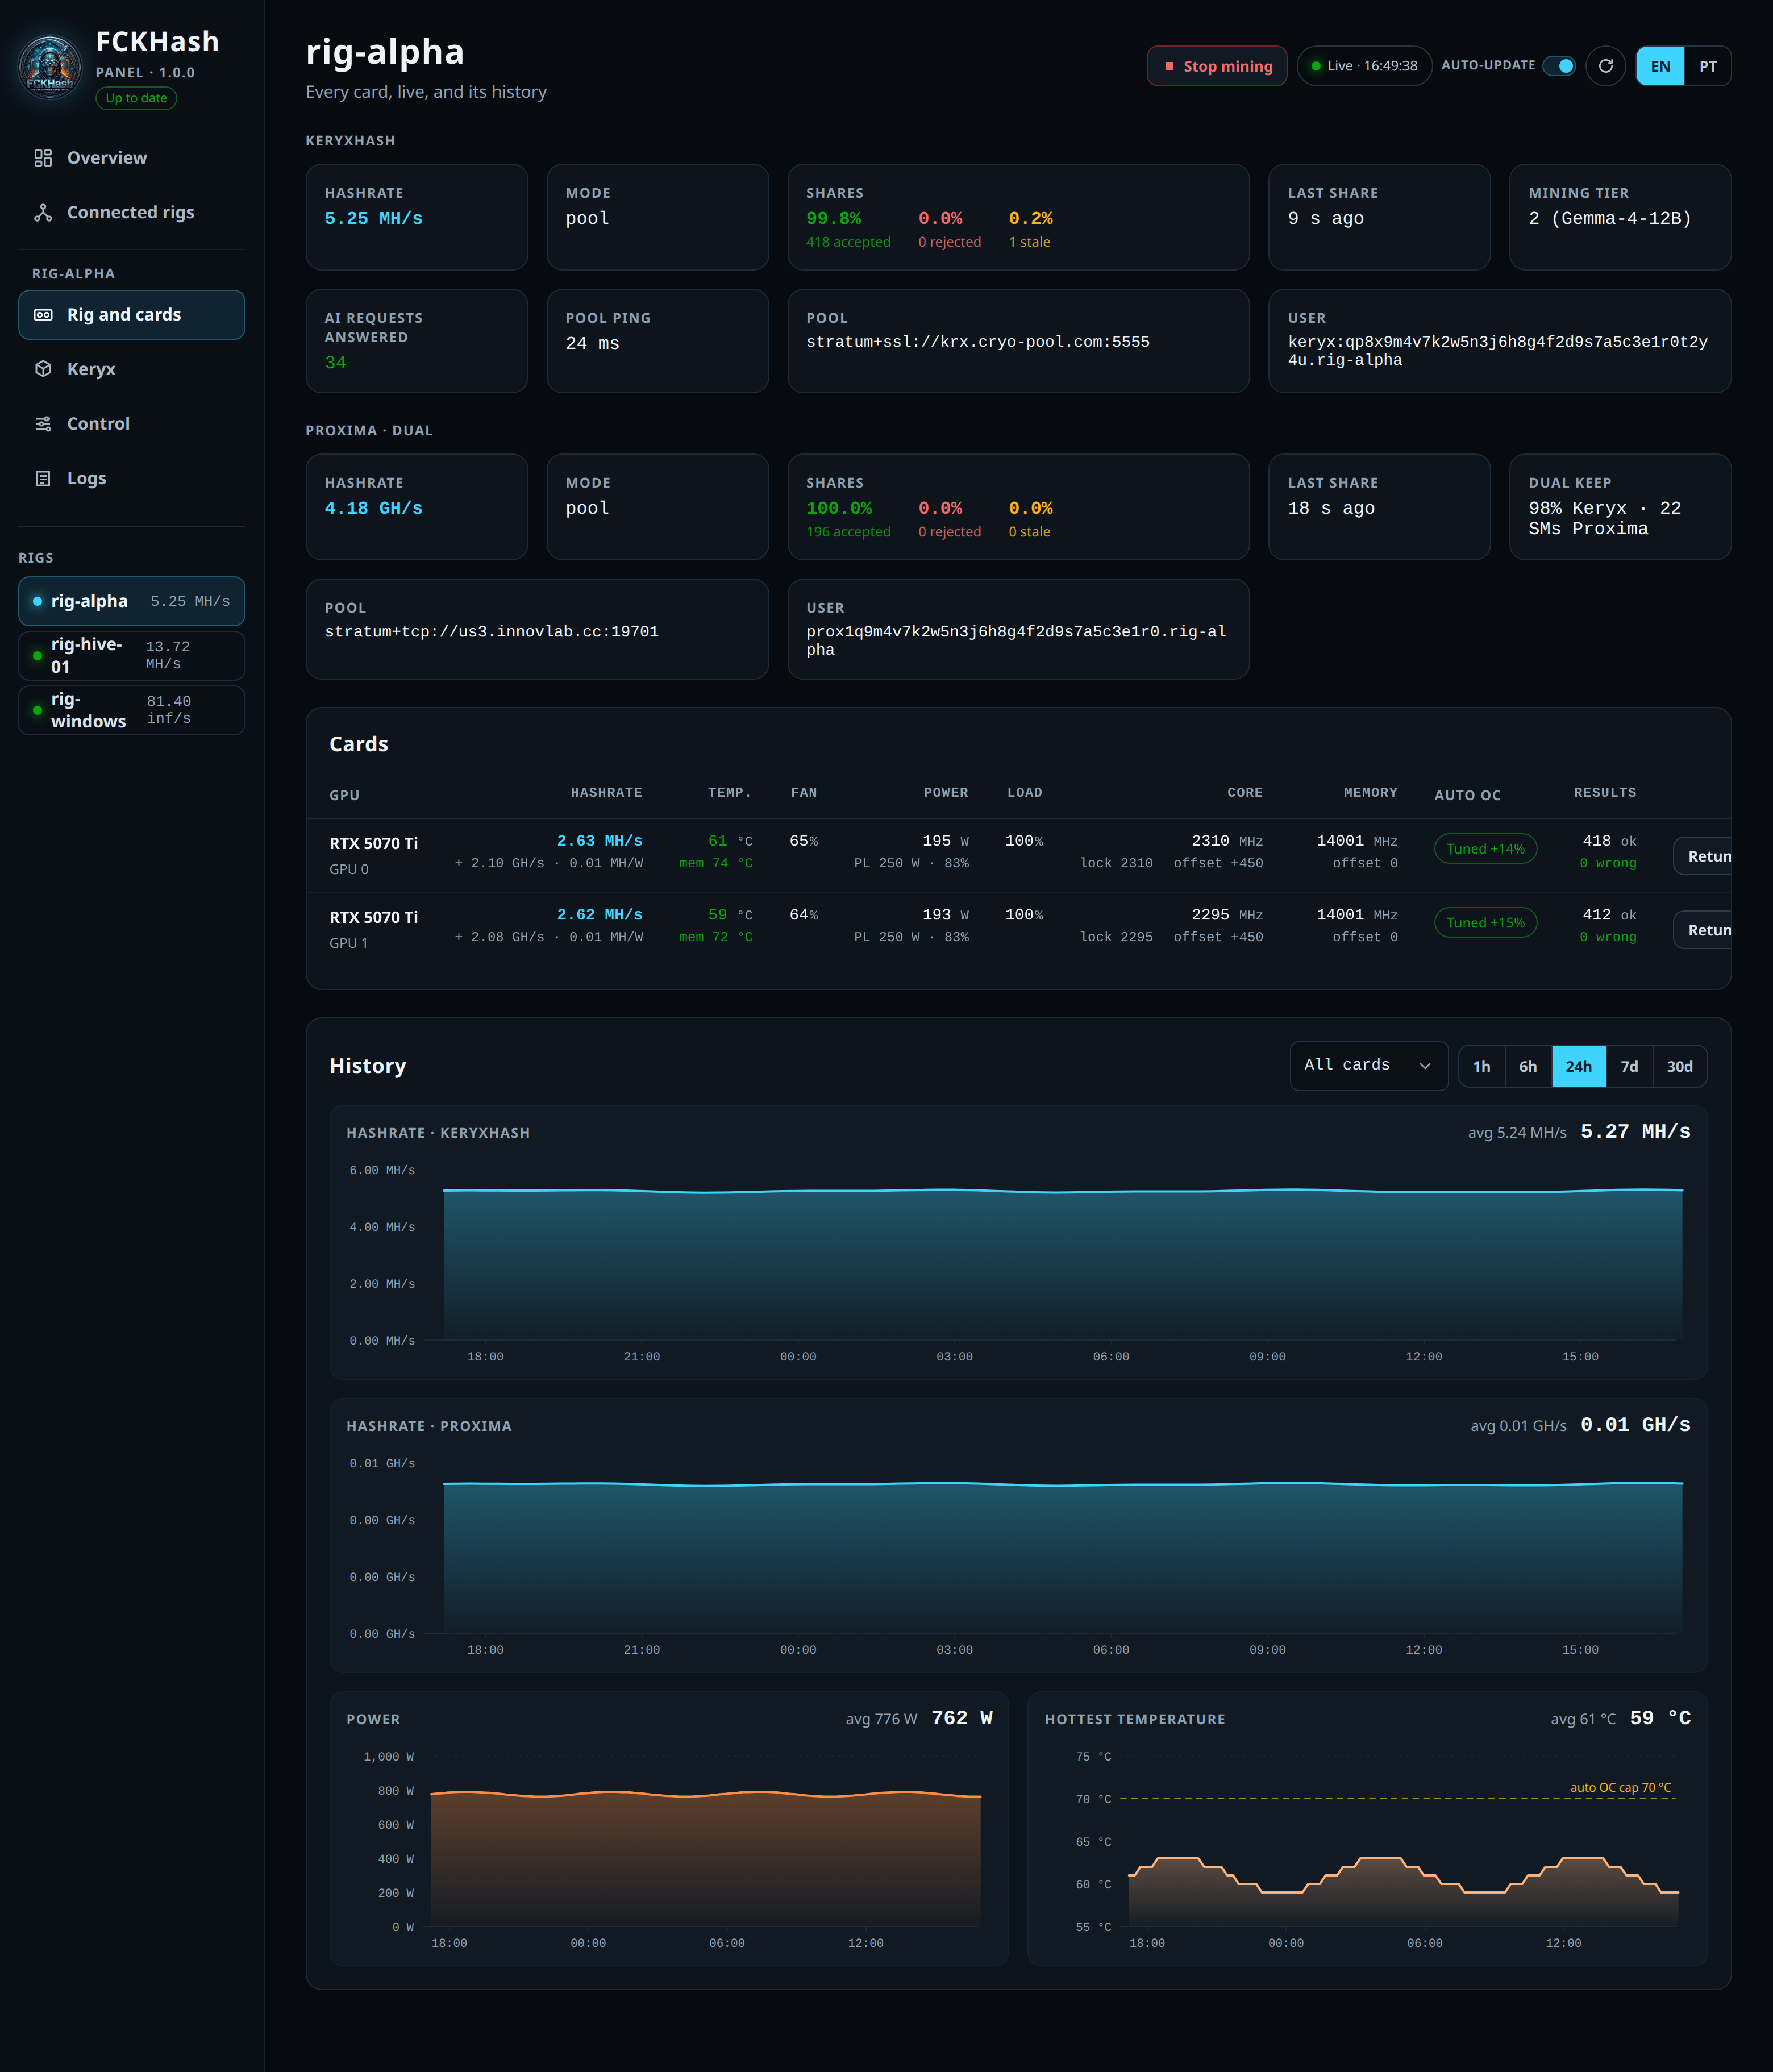 FCKHash
PANEL · 1.0.0
Up to date
Overview
Connected rigs
RIG-ALPHA
Rig and cards
Keryx
Control
Logs
RIGS
rig-alpha 5.25 MH/s
rig-hive-01 13.72 MH/s
rig-windows 81.40 inf/s
rig-alpha
Every card, live, and its history
Stop mining
Live · 16:49:38
AUTO-UPDATE
EN PT
KERYXHASH
HASHRATE
5.25 MH/s
MODE
pool
SHARES
99.8% 0.0% 0.2%
418 accepted 0 rejected 1 stale
LAST SHARE
9 s ago
MINING TIER
2 (Gemma-4-12B)
AI REQUESTS
ANSWERED
34
POOL PING
24 ms
POOL
stratum+ssl://krx.cryo-pool.com:5555
USER
keryx:qp8x9m4v7k2w5n3j6h8g4f2d9s7a5c3e1r0t2y
4u.rig-alpha
PROXIMA · DUAL
HASHRATE
4.18 GH/s
MODE
pool
SHARES
100.0% 0.0% 0.0%
196 accepted 0 rejected 0 stale
LAST SHARE
18 s ago
DUAL KEEP
98% Keryx · 22
SMs Proxima
POOL
stratum+tcp://us3.innovlab.cc:19701
USER
prox1q9m4v7k2w5n3j6h8g4f2d9s7a5c3e1r0.rig-al
pha
Cards
GPU HASHRATE TEMP. FAN POWER LOAD CORE MEMORY AUTO OC RESULTS
RTX 5070 Ti 2.63 MH/s 61 °C 65% 195 W 100% 2310 MHz 14001 MHz Tuned +14% 418 ok Retun
GPU 0 + 2.10 GH/s · 0.01 MH/W mem 74 °C PL 250 W · 83% lock 2310 offset +450 offset 0 0 wrong
RTX 5070 Ti 2.62 MH/s 59 °C 64% 193 W 100% 2295 MHz 14001 MHz Tuned +15% 412 ok Retun
GPU 1 + 2.08 GH/s · 0.01 MH/W mem 72 °C PL 250 W · 83% lock 2295 offset +450 offset 0 0 wrong
History
All cards 1h 6h 24h 7d 30d
HASHRATE · KERYXHASH avg 5.24 MH/s 5.27 MH/s
6.00 MH/s
4.00 MH/s
2.00 MH/s
0.00 MH/s
18:00 21:00 00:00 03:00 06:00 09:00 12:00 15:00
HASHRATE · PROXIMA avg 0.01 GH/s 0.01 GH/s
0.01 GH/s
0.00 GH/s
0.00 GH/s
0.00 GH/s
18:00 21:00 00:00 03:00 06:00 09:00 12:00 15:00
POWER avg 776 W 762 W
1,000 W
800 W
600 W
400 W
200 W
0 W
18:00 00:00 06:00 12:00
HOTTEST TEMPERATURE avg 61 °C 59 °C
75 °C
auto OC cap 70 °C
70 °C
65 °C
60 °C
55 °C
18:00 00:00 06:00 12:00